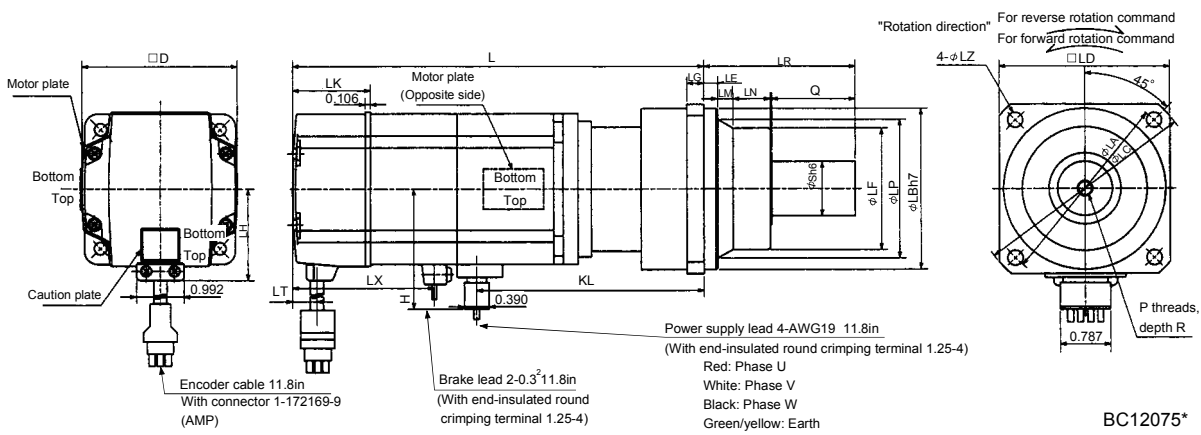 "Rotation direction"
For reverse rotation command
For forward rotation command
□D
L
LR
4-φLZ
□LD
LK
Motor plate
(Opposite side)
LG
LE
LM
LN
Q
45°
Motor plate
0.106
φLA
φLC
Bottom
Top
Bottom
Top
φSh6
φLF
φLP
φLBh7
LH
Bottom
Top
Caution plate
0.992
LT
LX
H
KL
0.390
P threads,
depth R
0.787
Power supply lead 4-AWG19 11.8in
(With end-insulated round crimping terminal 1.25-4)
Red: Phase U
White: Phase V
Black: Phase W
Green/yellow: Earth
Encoder cable 11.8in
With connector 1-172169-9
(AMP)
Brake lead 2-0.3² 11.8in
(With end-insulated round
crimping terminal 1.25-4)
BC12075*